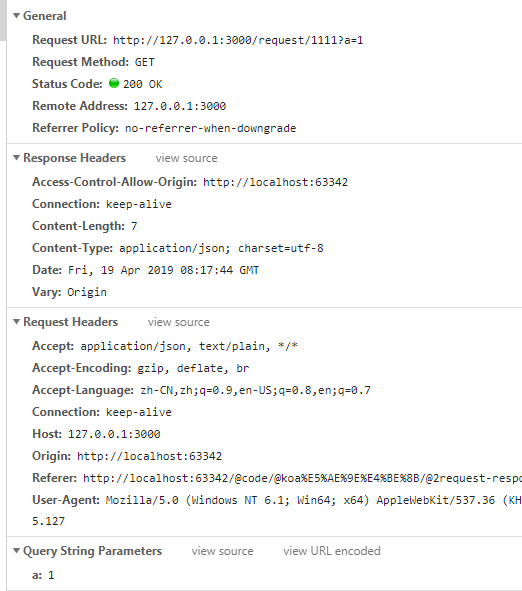 General
Request URL: http://127.0.0.1:3000/request/1111?a=1
Request Method: GET
Status Code: 200 OK
Remote Address: 127.0.0.1:3000
Referrer Policy: no-referrer-when-downgrade
Response Headers view source
Access-Control-Allow-Origin: http://localhost:63342
Connection: keep-alive
Content-Length: 7
Content-Type: application/json; charset=utf-8
Date: Fri, 19 Apr 2019 08:17:44 GMT
Vary: Origin
Request Headers view source
Accept: application/json, text/plain, */*
Accept-Encoding: gzip, deflate, br
Accept-Language: zh-CN,zh;q=0.9,en-US;q=0.8,en;q=0.7
Connection: keep-alive
Host: 127.0.0.1:3000
Origin: http://localhost:63342
Referer: http://localhost:63342/@code/@koa%E5%AE%9E%E4%BE%8B/@2request-respo
User-Agent: Mozilla/5.0 (Windows NT 6.1; Win64; x64) AppleWebKit/537.36 (KH
5.127
Query String Parameters view source view URL encoded
a: 1